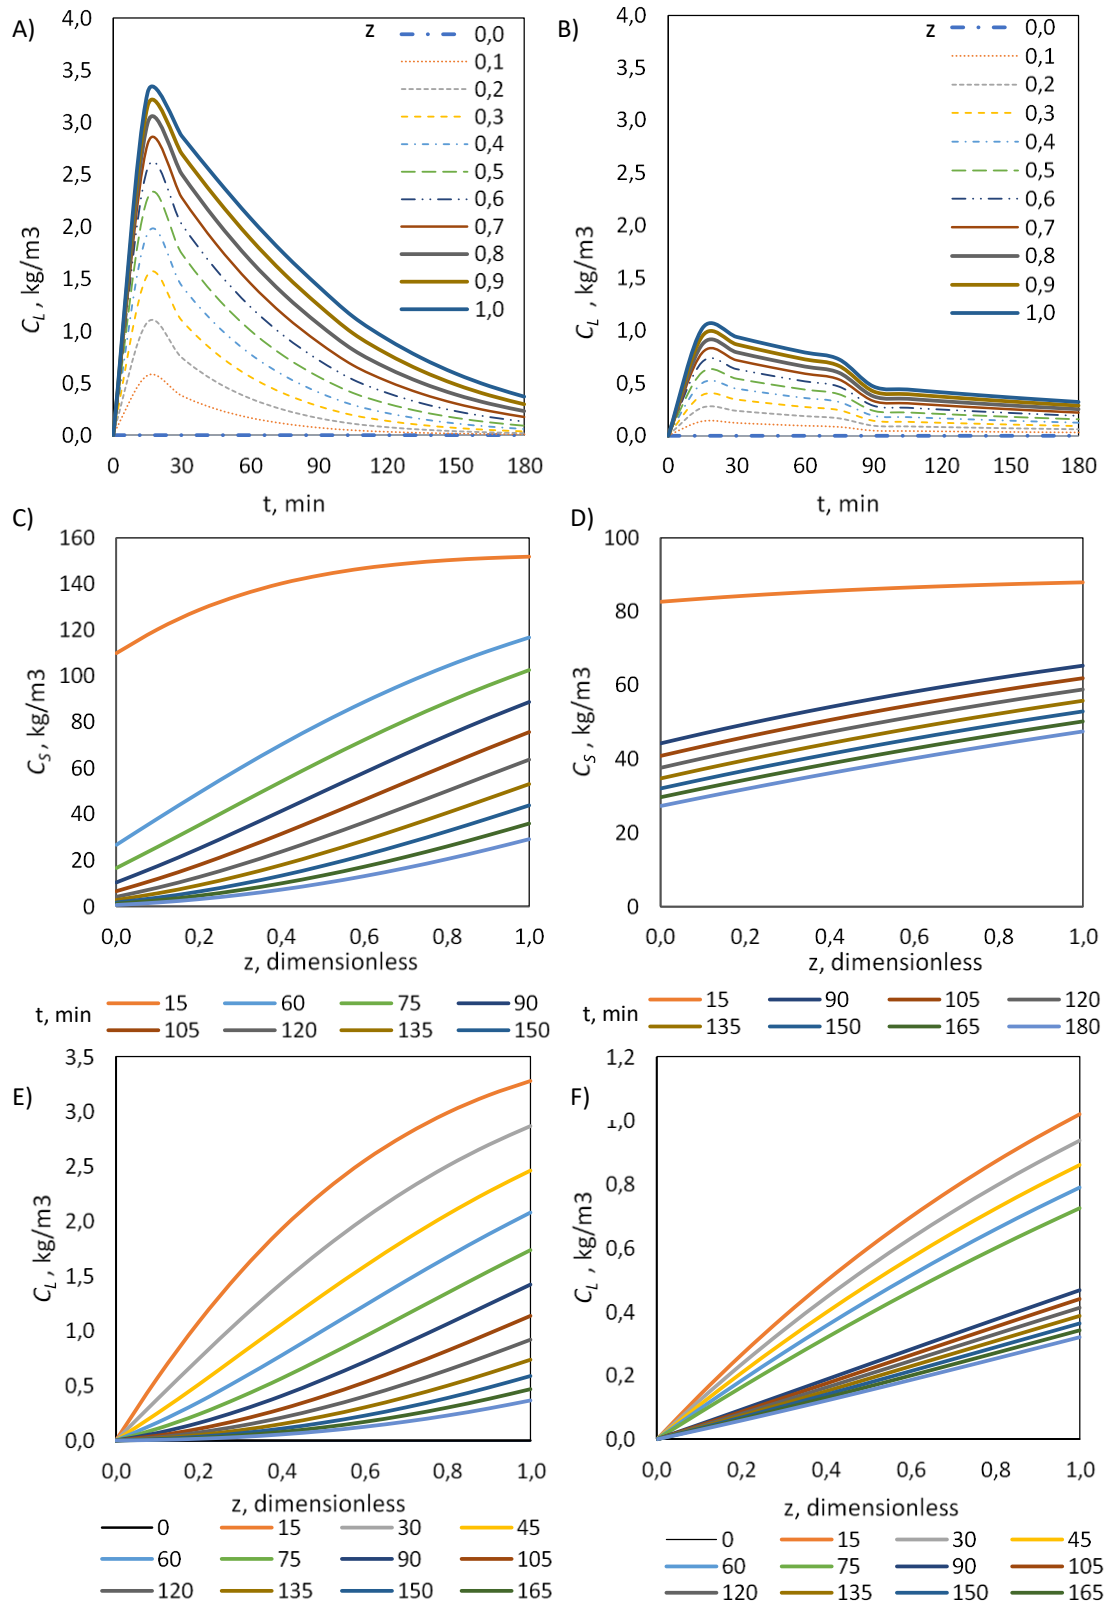 A)
4,0
3,5
3,0
2,5
2,0
1,5
1,0
0,5
0,0
C_L , kg/m3
0 30 60 90 120 150 180
t, min
z
0,0
0,1
0,2
0,3
0,4
0,5
0,6
0,7
0,8
0,9
1,0
B)
4,0
3,5
3,0
2,5
2,0
1,5
1,0
0,5
0,0
C_L , kg/m3
0 30 60 90 120 150 180
t, min
z
0,0
0,1
0,2
0,3
0,4
0,5
0,6
0,7
0,8
0,9
1,0
C)
160
140
120
100
80
60
40
20
0
C_S , kg/m3
0,0 0,2 0,4 0,6 0,8 1,0
z, dimensionless
t, min
15 60 75 90
105 120 135 150
D)
100
80
60
40
20
0
C_S , kg/m3
0,0 0,2 0,4 0,6 0,8 1,0
z, dimensionless
t, min
15 90 105 120
135 150 165 180
E)
3,5
3,0
2,5
2,0
1,5
1,0
0,5
0,0
C_L , kg/m3
0,0 0,2 0,4 0,6 0,8 1,0
z, dimensionless
0 15 30 45
60 75 90 105
120 135 150 165
F)
1,2
1,0
0,8
0,6
0,4
0,2
0,0
C_L , kg/m3
0,0 0,2 0,4 0,6 0,8 1,0
z, dimensionless
0 15 30 45
60 75 90 105
120 135 150 165